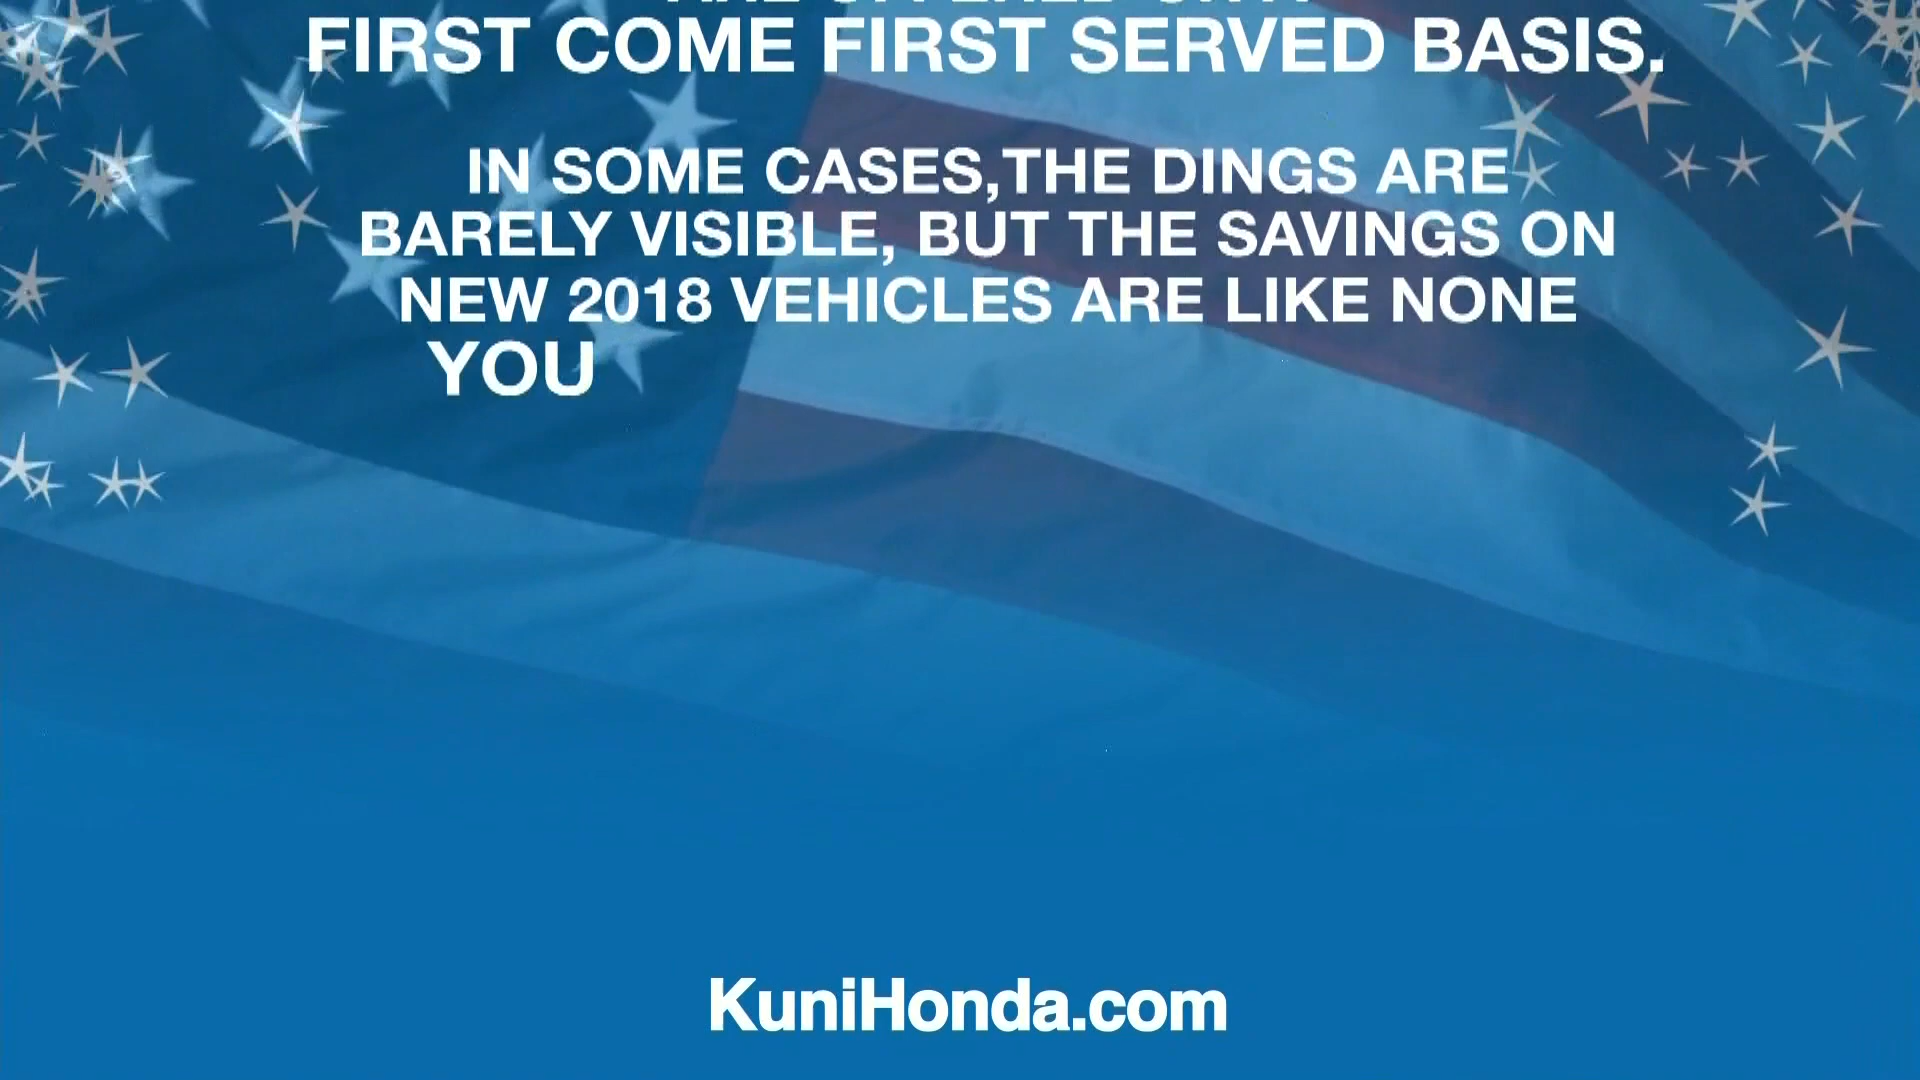 FIRST COME FIRST SERVED BASIS.
IN SOME CASES,THE DINGS ARE
BARELY VISIBLE, BUT THE SAVINGS ON
NEW 2018 VEHICLES ARE LIKE NONE
YOU
KuniHonda.com